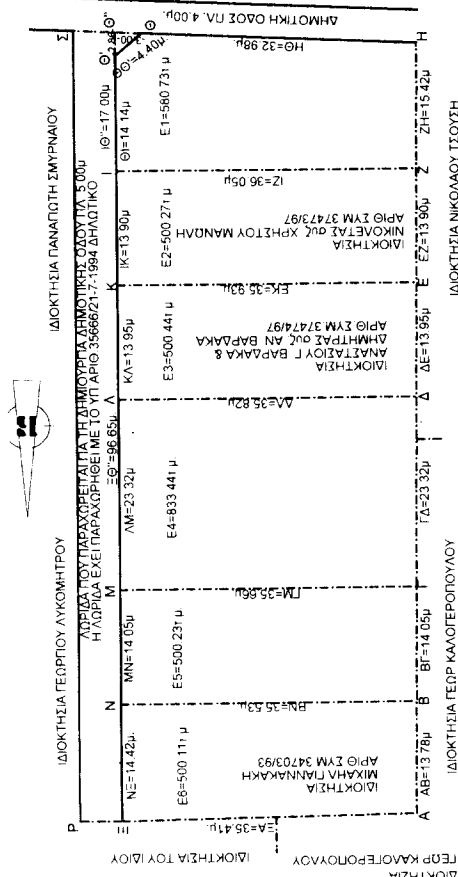 ΔΗΜΟΤΙΚΗ ΟΔΟΣ ΠΛ. 4.00μ.
ΙΔΙΟΚΤΗΣΙΑ ΓΕΩΡΓΙΟΥ ΛΥΚΟΜΗΤΡΟΥ
ΙΔΙΟΚΤΗΣΙΑ ΠΑΝΑΓΙΩΤΗ ΣΜΥΡΝΑΙΟΥ
Ρ
Σ
ΛΩΡΙΔΑ ΠΟΥ ΠΑΡΑΧΩΡΕΙΤΑΙ ΓΙΑ ΤΗ ΔΗΜΙΟΥΡΓΙΑ ΔΗΜΟΤΙΚΗΣ ΟΔΟΥ ΠΛ. 5.00μ
Η ΛΩΡΙΔΑ ΕΧΕΙ ΠΑΡΑΧΩΡΗΘΕΙ ΜΕ ΤΟ ΥΠ ΑΡΙΘ 35666/21-7-1994 ΔΗΛΩΤΙΚΟ
ΞΘ''=96.65μ
ΙΘ''=17 00μ
Ξ
Ν
Μ
Λ
Κ
Ι
Θ'
Θ''
Θ
ΘΘ'=4.40μ
ΝΞ=14.42μ.
ΜΝ=14 05μ
ΛΜ=23 32μ
ΚΛ=13 95μ
ΙΚ=13 90μ
ΘΙ=14 14μ
Ε6=500 11τ μ
Ε5=500.23τ μ
Ε4=833 44τ μ
Ε3=500 44τ μ
Ε2=500 27τ μ
Ε1=580 73τ μ
ΞΑ=35.41μ.
ΒΝ=35.53μ
ΓΜ=35.66μ
ΔΛ=35.82μ
ΕΚ=35.93μ
ΙΖ=36.05μ
ΗΘ=32.98μ
ΙΔΙΟΚΤΗΣΙΑ
ΜΙΧΑΗΛ ΓΙΑΝΝΑΚΑΚΗ
ΑΡΙΘ ΣΥΜ 34703/93
ΙΔΙΟΚΤΗΣΙΑ
ΑΝΑΣΤΑΣΙΟΥ Γ ΒΑΡΔΑΚΑ &
ΔΗΜΗΤΡΑΣ συζ ΑΝ ΒΑΡΔΑΚΑ
ΑΡΙΘ ΣΥΜ 37474/97
ΙΔΙΟΚΤΗΣΙΑ
ΝΙΚΟΛΕΤΑΣ συζ ΧΡΗΣΤΟΥ ΜΑΝΩΛΗ
ΑΡΙΘ ΣΥΜ 37473/97
Α
ΑΒ=13 78μ
Β
ΒΓ=14 05μ
Γ
ΓΔ=23 32μ
Δ
ΔΕ=13 95μ
Ε
ΕΖ=13 90μ
Ζ
ΖΗ=15 42μ
Η
ΙΔΙΟΚΤΗΣΙΑ ΤΟΥ ΙΔΙΟΥ
ΙΔΙΟΚΤΗΣΙΑ
ΓΕΩΡ ΚΑΛΟΓΕΡΟΠΟΥΛΟΥ
ΙΔΙΟΚΤΗΣΙΑ ΓΕΩΡ ΚΑΛΟΓΕΡΟΠΟΥΛΟΥ
ΙΔΙΟΚΤΗΣΙΑ ΝΙΚΟΛΑΟΥ ΤΣΟΥΣΗ